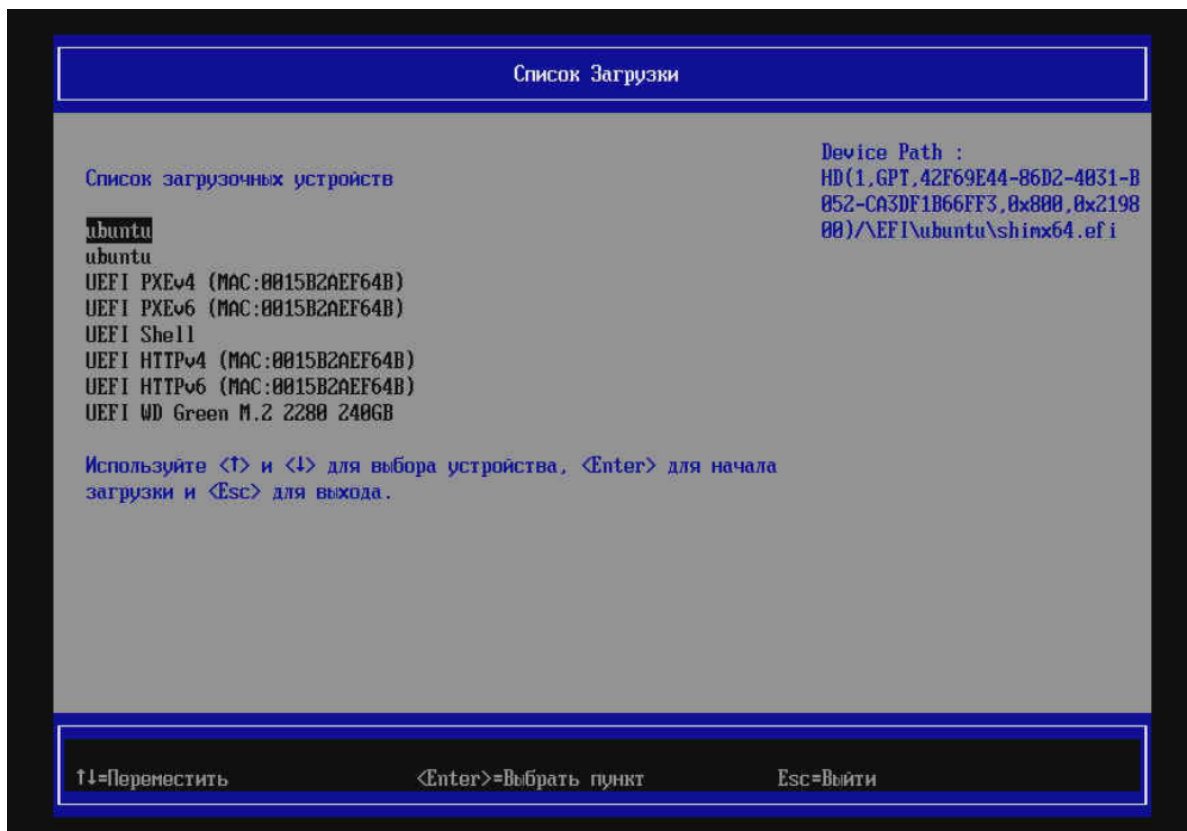 Список Загрузки
Список загрузочных устройств
ubuntu
ubuntu
UEFI PXEv4 (MAC:0015B2AEF64B)
UEFI PXEv6 (MAC:0015B2AEF64B)
UEFI Shell
UEFI HTTPv4 (MAC:0015B2AEF64B)
UEFI HTTPv6 (MAC:0015B2AEF64B)
UEFI WD Green M.2 2280 240GB
Используйте <↑> и <↓> для выбора устройства, <Enter> для начала
загрузки и <Esc> для выхода.
Device Path :
HD(1,GPT,42F69E44-86D2-4031-B
052-CA3DF1B66FF3,0x800,0x2198
00)/\EFI\ubuntu\shimx64.efi
↑↓=Переместить
<Enter>=Выбрать пункт
Esc=Выйти